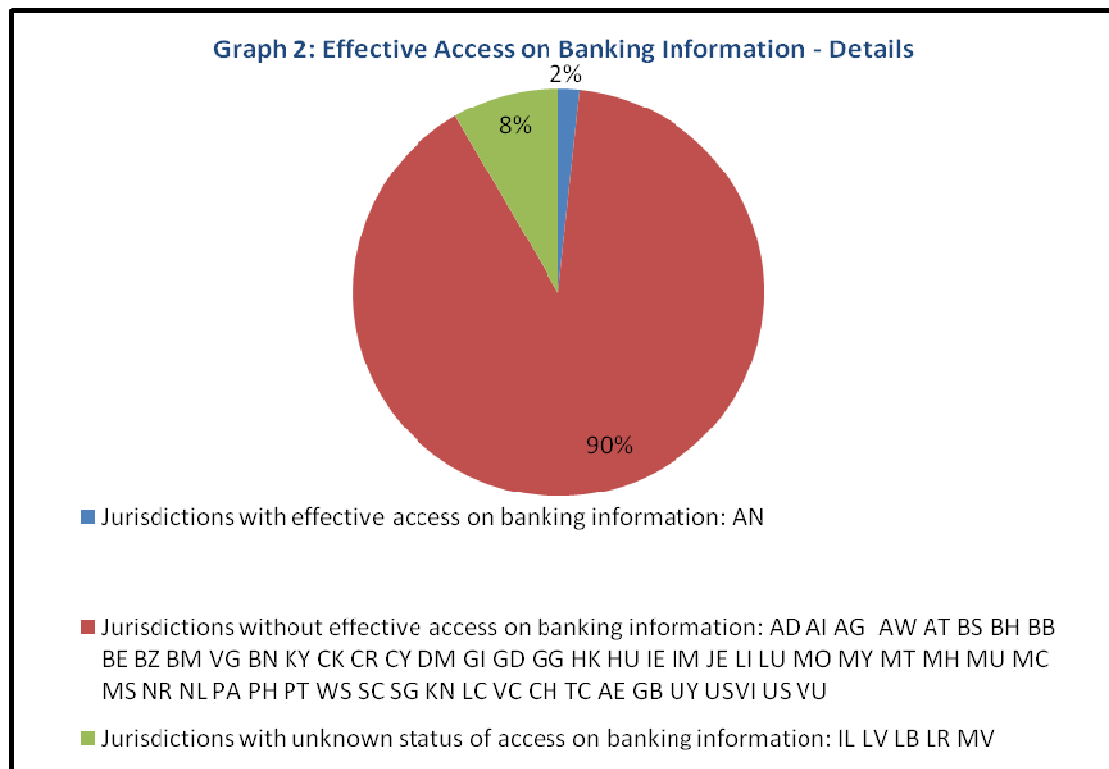 Graph 2: Effective Access on Banking Information - Details
2%
8%
90%
Jurisdictions with effective access on banking information: AN
Jurisdictions without effective access on banking information: AD AI AG AW AT BS BH BB
BE BZ BM VG BN KY CK CR CY DM GI GD GG HK HU IE IM JE LI LU MO MY MT MH MU MC
MS NR NL PA PH PT WS SC SG KN LC VC CH TC AE GB UY USVI US VU
Jurisdictions with unknown status of access on banking information: IL LV LB LR MV